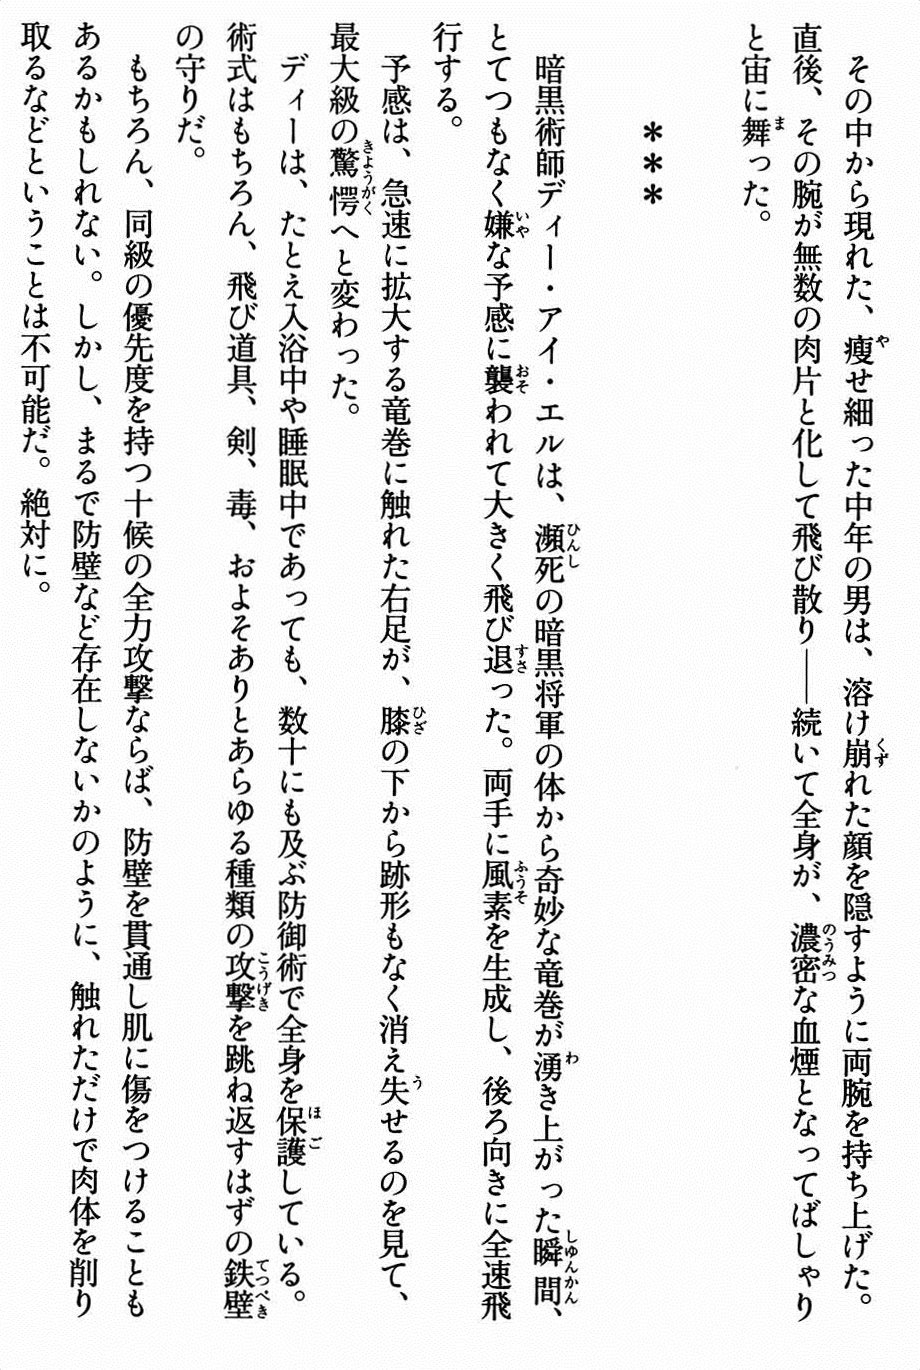 その中から現れた、痩せ細った中年の男は、溶け崩れた顔を隠すように両腕を持ち上げた。
直後、その腕が無数の肉片と化して飛び散り――続いて全身が、濃密な血煙となってばしゃり
と宙に舞った。
＊＊＊
暗黒術師ディー・アイ・エルは、瀕死の暗黒将軍の体から奇妙な竜巻が湧き上がった瞬間、
とてつもなく嫌な予感に襲われて大きく飛び退った。両手に風素を生成し、後ろ向きに全速飛
行する。
予感は、急速に拡大する竜巻に触れた右足が、膝の下から跡形もなく消え失せるのを見て、
最大級の驚愕へと変わった。
ディーは、たとえ入浴中や睡眠中であっても、数十にも及ぶ防御術で全身を保護している。
術式はもちろん、飛び道具、剣、毒、およそありとあらゆる種類の攻撃を跳ね返すはずの鉄壁
の守りだ。
もちろん、同級の優先度を持つ十候の全力攻撃ならば、防壁を貫通し肌に傷をつけることも
あるかもしれない。しかし、まるで防壁など存在しないかのように、触れただけで肉体を削り
取るなどということは不可能だ。絶対に。